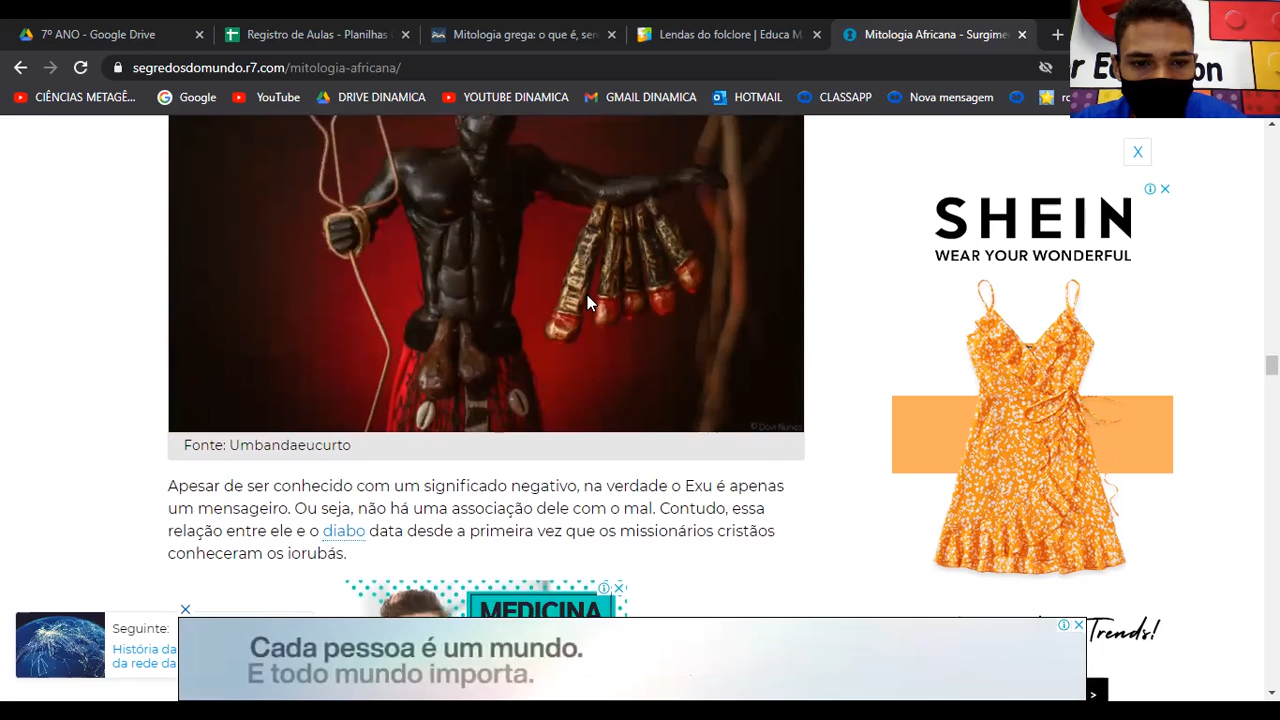 7º ANO - Google Drive
Registro de Aulas - Planilhas
Mitologia grega: o que é, sen
Lendas do folclore | Educa M
Mitologia Africana - Surgime
segredosdomundo.r7.com/mitologia-africana/
CIÊNCIAS METAGÊ...
Google
YouTube
DRIVE DINAMICA
YOUTUBE DINAMICA
GMAIL DINAMICA
HOTMAIL
CLASSAPP
Nova mensagem
© Davi Nunes
Fonte: Umbandaeucurto
Apesar de ser conhecido com um significado negativo, na verdade o Exu é apenas
um mensageiro. Ou seja, não há uma associação dele com o mal. Contudo, essa
relação entre ele e o diabo data desde a primeira vez que os missionários cristãos
conheceram os iorubás.
X
SHEIN
WEAR YOUR WONDERFUL
Trends!
MEDICINA
Seguinte:
História da
da rede da
Cada pessoa é um mundo.
E todo mundo importa.